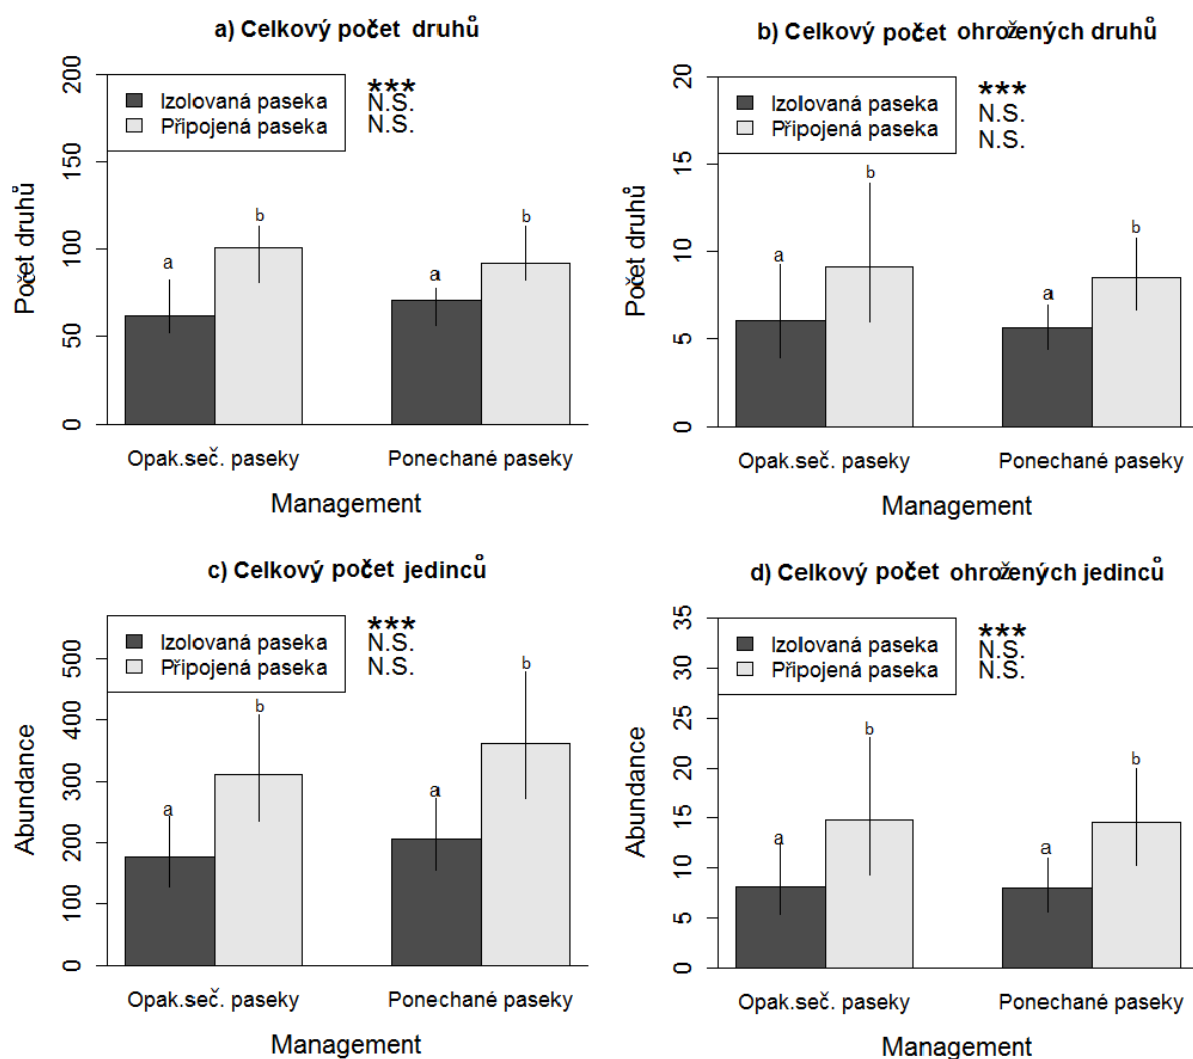 a) Celkový počet druhů
Počet druhů
200
150
100
50
0
Izolovaná paseka
Připojená paseka
***
N.S.
N.S.
a
b
a
b
Opak.seč. paseky
Ponechané paseky
Management
b) Celkový počet ohrožených druhů
Počet druhů
20
15
10
5
0
Izolovaná paseka
Připojená paseka
***
N.S.
N.S.
a
b
a
b
Opak.seč. paseky
Ponechané paseky
Management
c) Celkový počet jedinců
Abundance
500
400
300
200
100
0
Izolovaná paseka
Připojená paseka
***
N.S.
N.S.
a
b
a
b
Opak.seč. paseky
Ponechané paseky
Management
d) Celkový počet ohrožených jedinců
Abundance
35
30
25
20
15
10
5
0
Izolovaná paseka
Připojená paseka
***
N.S.
N.S.
a
b
a
b
Opak.seč. paseky
Ponechané paseky
Management